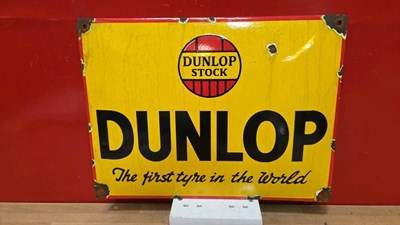 DUNLOP
STOCK
DUNLOP
The first tyre in the World